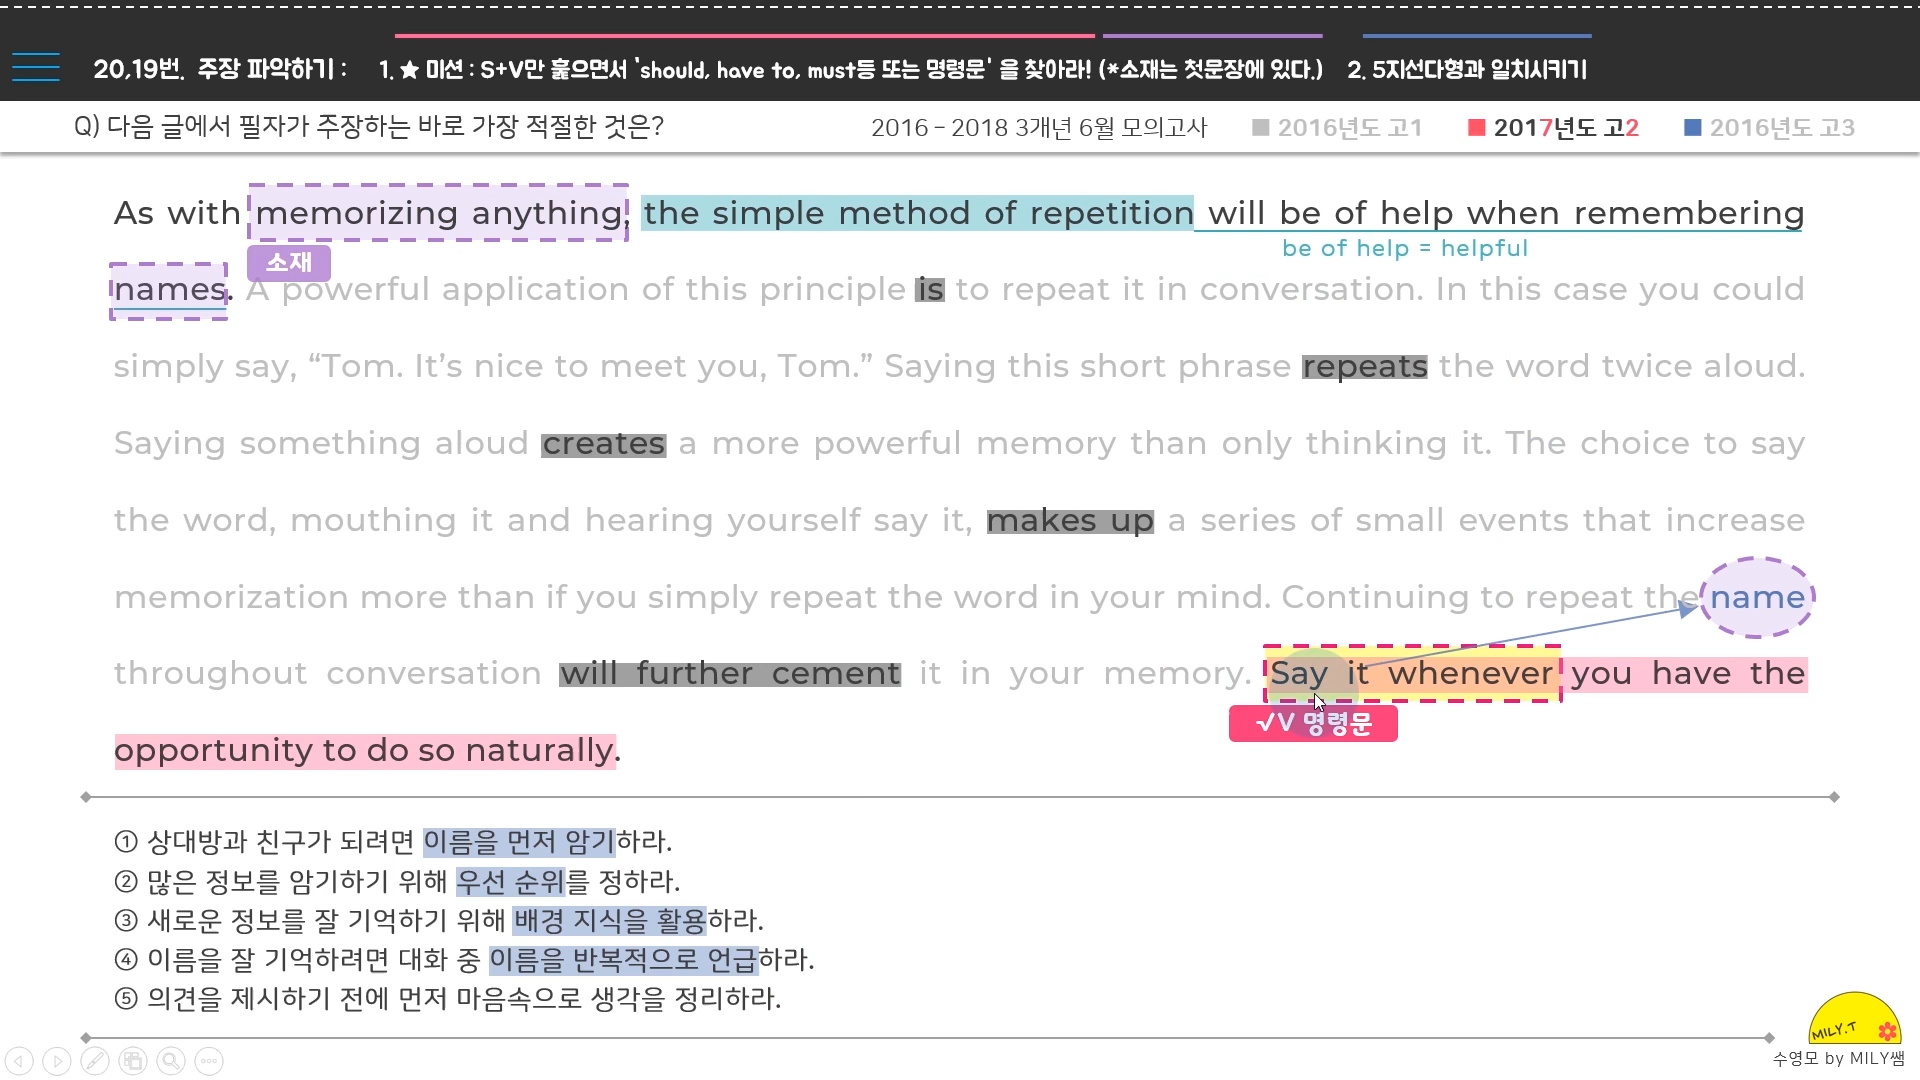 20,19번. 주장 파악하기 : 1. ★ 미션 : S+V만 훑으면서 'should, have to, must등 또는 명령문' 을 찾아라! (*소재는 첫문장에 있다.) 2. 5지선다형과 일치시키기
Q) 다음 글에서 필자가 주장하는 바로 가장 적절한 것은? 2016 – 2018 3개년 6월 모의고사 ■ 2016년도 고1 ■ 2017년도 고2 ■ 2016년도 고3
As with memorizing anything, the simple method of repetition will be of help when remembering
be of help = helpful
소재
names. A powerful application of this principle is to repeat it in conversation. In this case you could
simply say, “Tom. It’s nice to meet you, Tom.” Saying this short phrase repeats the word twice aloud.
Saying something aloud creates a more powerful memory than only thinking it. The choice to say
the word, mouthing it and hearing yourself say it, makes up a series of small events that increase
memorization more than if you simply repeat the word in your mind. Continuing to repeat the name
throughout conversation will further cement it in your memory. Say it whenever you have the
√V 명령문
opportunity to do so naturally.
① 상대방과 친구가 되려면 이름을 먼저 암기하라.
② 많은 정보를 암기하기 위해 우선 순위를 정하라.
③ 새로운 정보를 잘 기억하기 위해 배경 지식을 활용하라.
④ 이름을 잘 기억하려면 대화 중 이름을 반복적으로 언급하라.
⑤ 의견을 제시하기 전에 먼저 마음속으로 생각을 정리하라.
MILY.T
수영모 by MILY쌤